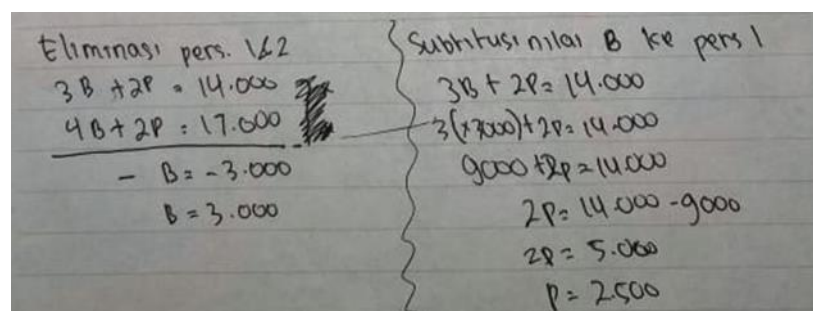 Eliminasi pers. 1&2
3B + 2P = 14.000
4B + 2P = 17.000 -
- B = -3.000
B = 3.000
Subtitusi nilai B ke pers 1
3B + 2P = 14.000
3(x3000) + 2P = 14.000
9000 + 2P = 14.000
2P = 14.000 - 9000
2P = 5.000
P = 2.500